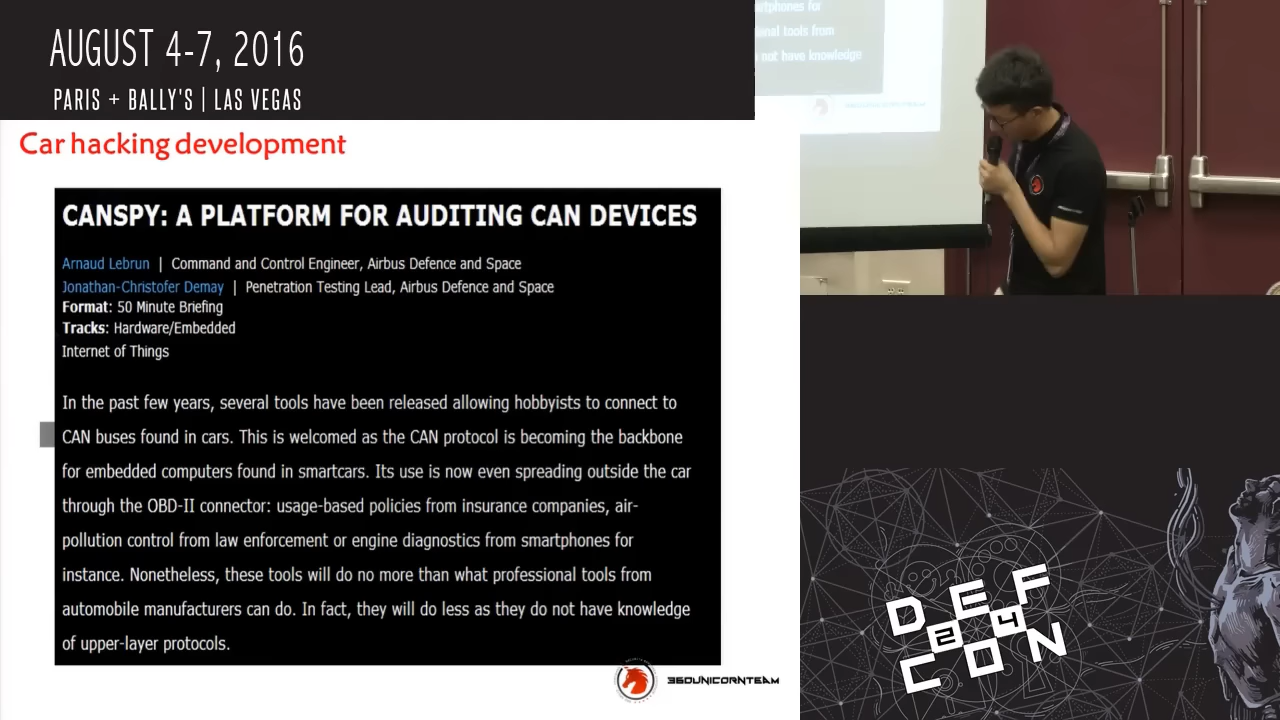 AUGUST 4-7, 2016
PARIS + BALLY'S | LAS VEGAS
Car hacking development
CANSPY: A PLATFORM FOR AUDITING CAN DEVICES
Arnaud Lebrun | Command and Control Engineer, Airbus Defence and Space
Jonathan-Christofer Demay | Penetration Testing Lead, Airbus Defence and Space
Format: 50 Minute Briefing
Tracks: Hardware/Embedded
Internet of Things
In the past few years, several tools have been released allowing hobbyists to connect to
CAN buses found in cars. This is welcomed as the CAN protocol is becoming the backbone
for embedded computers found in smartcars. Its use is now even spreading outside the car
through the OBD-II connector: usage-based policies from insurance companies, air-
pollution control from law enforcement or engine diagnostics from smartphones for
instance. Nonetheless, these tools will do no more than what professional tools from
automobile manufacturers can do. In fact, they will do less as they do not have knowledge
of upper-layer protocols.
360UNICORNTEAM
rtphones for
onal tools from
not have knowledge
DEF
24
CON